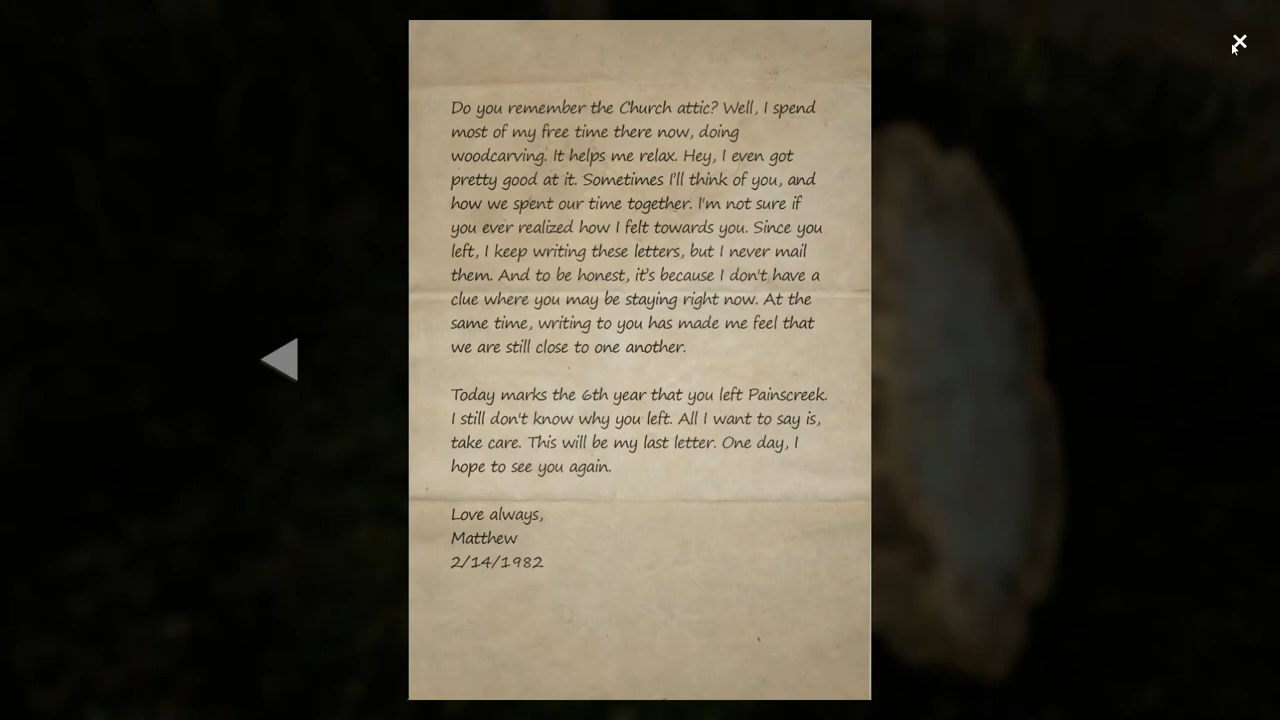 Do you remember the Church attic? Well, I spend
most of my free time there now, doing
woodcarving. It helps me relax. Hey, I even got
pretty good at it. Sometimes I'll think of you, and
how we spent our time together. I'm not sure if
you ever realized how I felt towards you. Since you
left, I keep writing these letters, but I never mail
them. And to be honest, it's because I don't have a
clue where you may be staying right now. At the
same time, writing to you has made me feel that
we are still close to one another.

Today marks the 6th year that you left Painscreek.
I still don't know why you left. All I want to say is,
take care. This will be my last letter. One day, I
hope to see you again.

Love always,
Matthew
2/14/1982